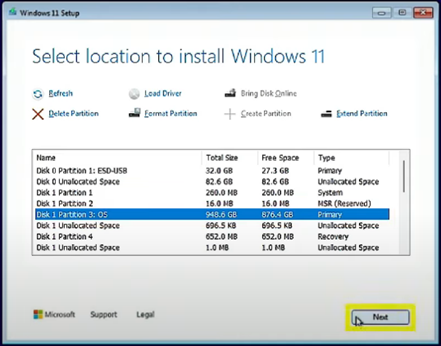 Windows 11 Setup
Select location to install Windows 11
Refresh Load Driver Bring Disk Online
Delete Partition Format Partition Create Partition Extend Partition
Name Total Size Free Space Type
Disk 0 Partition 1: ESD-USB 32.0 GB 27.3 GB Primary
Disk 0 Unallocated Space 82.6 GB 82.6 GB Unallocated Space
Disk 1 Partition 1 260.0 MB 260.0 MB System
Disk 1 Partition 2 16.0 MB 16.0 MB MSR (Reserved)
Disk 1 Partition 3: OS 948.6 GB 876.4 GB Primary
Disk 1 Unallocated Space 696.5 KB 696.5 KB Unallocated Space
Disk 1 Partition 4 652.0 MB 652.0 MB Recovery
Disk 1 Unallocated Space 1.0 MB 1.0 MB Unallocated Space
Microsoft Support Legal Next